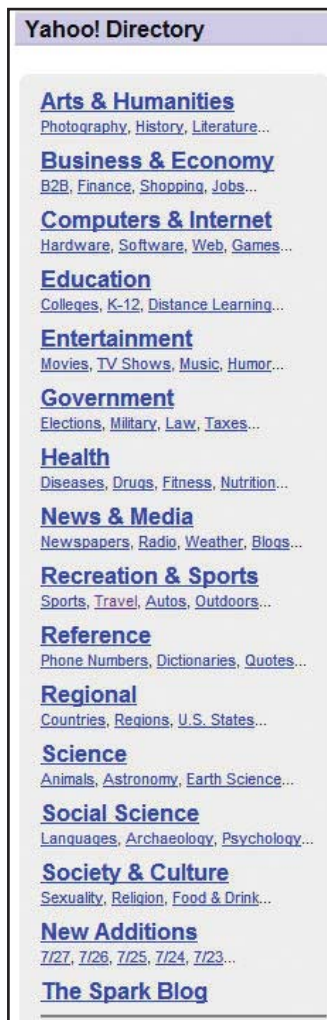 Yahoo! Directory
Arts & Humanities
Photography, History, Literature...
Business & Economy
B2B, Finance, Shopping, Jobs...
Computers & Internet
Hardware, Software, Web, Games...
Education
Colleges, K-12, Distance Learning...
Entertainment
Movies, TV Shows, Music, Humor...
Government
Elections, Military, Law, Taxes...
Health
Diseases, Drugs, Fitness, Nutrition...
News & Media
Newspapers, Radio, Weather, Blogs...
Recreation & Sports
Sports, Travel, Autos, Outdoors...
Reference
Phone Numbers, Dictionaries, Quotes...
Regional
Countries, Regions, U.S. States...
Science
Animals, Astronomy, Earth Science...
Social Science
Languages, Archaeology, Psychology...
Society & Culture
Sexuality, Religion, Food & Drink...
New Additions
7/27, 7/26, 7/25, 7/24, 7/23...
The Spark Blog